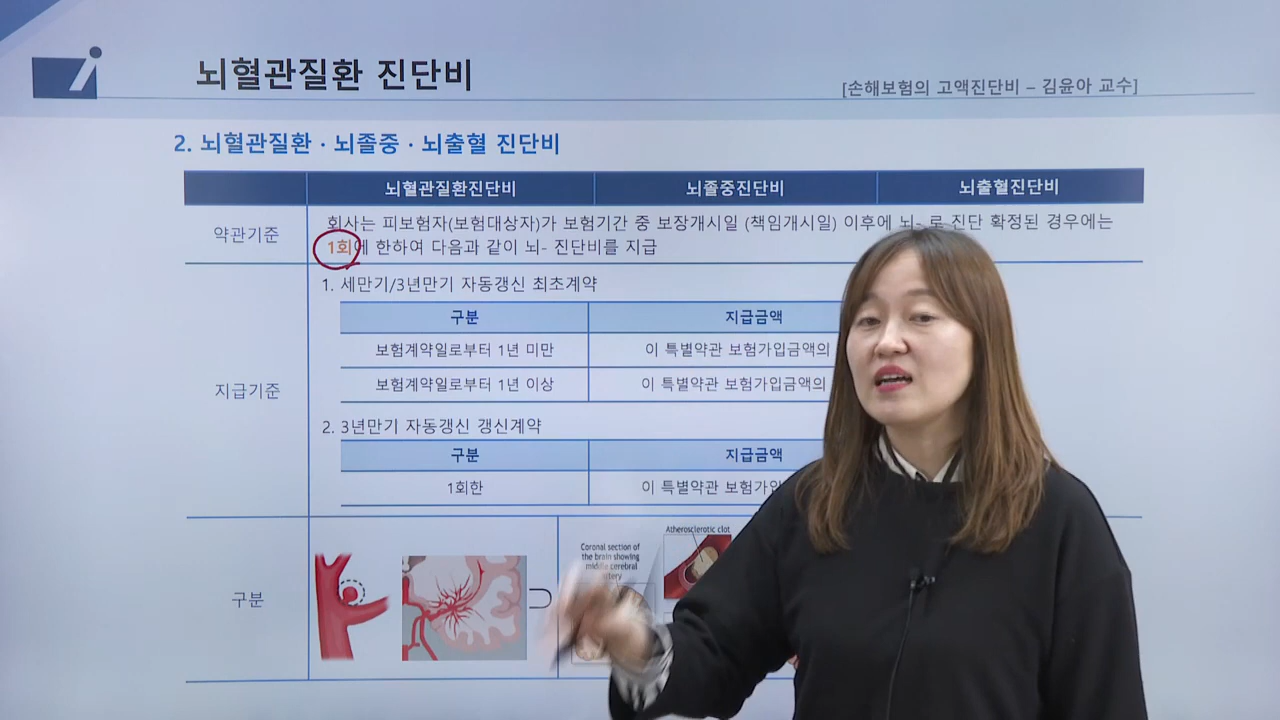 뇌혈관질환 진단비
[손해보험의 고액진단비 – 김윤아 교수]
2. 뇌혈관질환 · 뇌졸중 · 뇌출혈 진단비
뇌혈관질환진단비 뇌졸중진단비 뇌출혈진단비
약관기준
회사는 피보험자(보험대상자)가 보험기간 중 보장개시일 (책임개시일) 이후에 뇌- 로 진단 확정된 경우에는
1회에 한하여 다음과 같이 뇌- 진단비를 지급
지급기준
1. 세만기/3년만기 자동갱신 최초계약
구분 지급금액
보험계약일로부터 1년 미만 이 특별약관 보험가입금액의
보험계약일로부터 1년 이상 이 특별약관 보험가입금액의
2. 3년만기 자동갱신 갱신계약
구분 지급금액
1회한 이 특별약관
구분
Atherosclerotic clot
Coronal section of
the brain showing
middle cerebral
artery